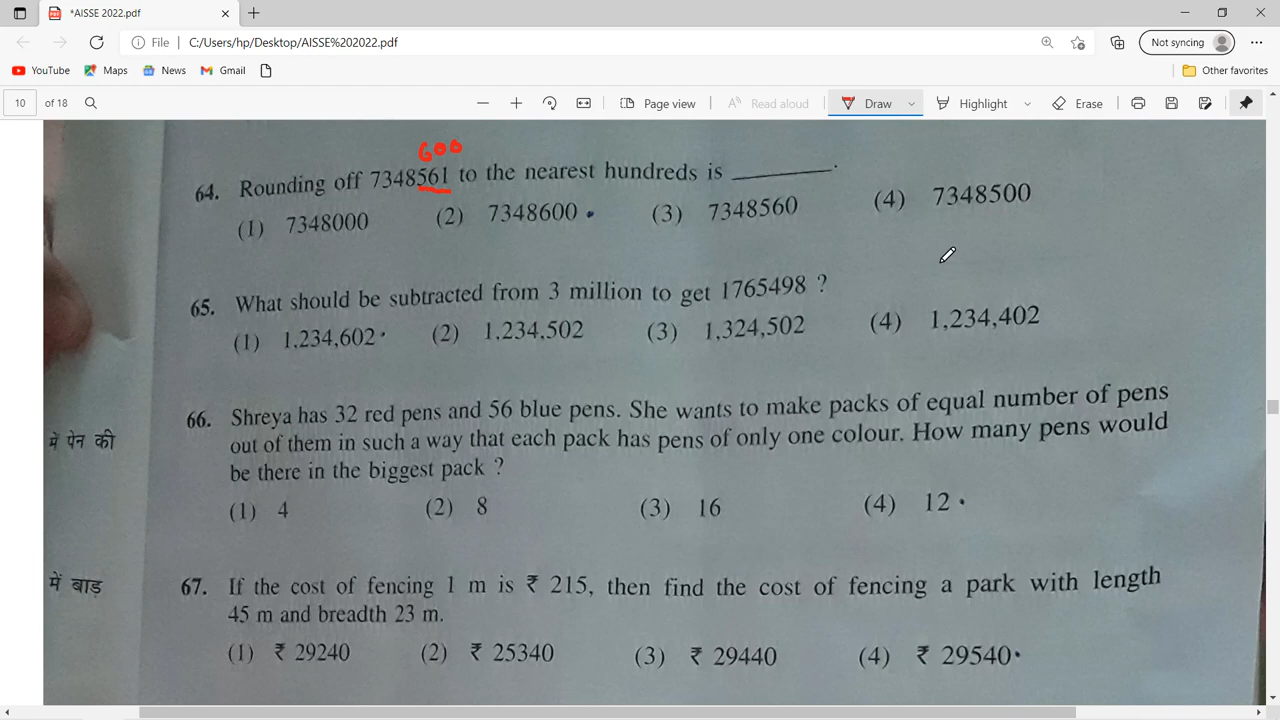 *AISSE 2022.pdf
File C:/Users/hp/Desktop/AISSE%202022.pdf Not syncing
YouTube Maps News Gmail Other favorites
10 of 18 Page view Read aloud Draw Highlight Erase
600
64. Rounding off 7348561 to the nearest hundreds is ________.
(1) 7348000 (2) 7348600 (3) 7348560 (4) 7348500
65. What should be subtracted from 3 million to get 1765498 ?
(1) 1,234,602 (2) 1,234,502 (3) 1,324,502 (4) 1,234,402
66. Shreya has 32 red pens and 56 blue pens. She wants to make packs of equal number of pens
में पेन की out of them in such a way that each pack has pens of only one colour. How many pens would
be there in the biggest pack ?
(1) 4 (2) 8 (3) 16 (4) 12
में बाड 67. If the cost of fencing 1 m is ₹ 215, then find the cost of fencing a park with length
45 m and breadth 23 m.
(1) ₹ 29240 (2) ₹ 25340 (3) ₹ 29440 (4) ₹ 29540